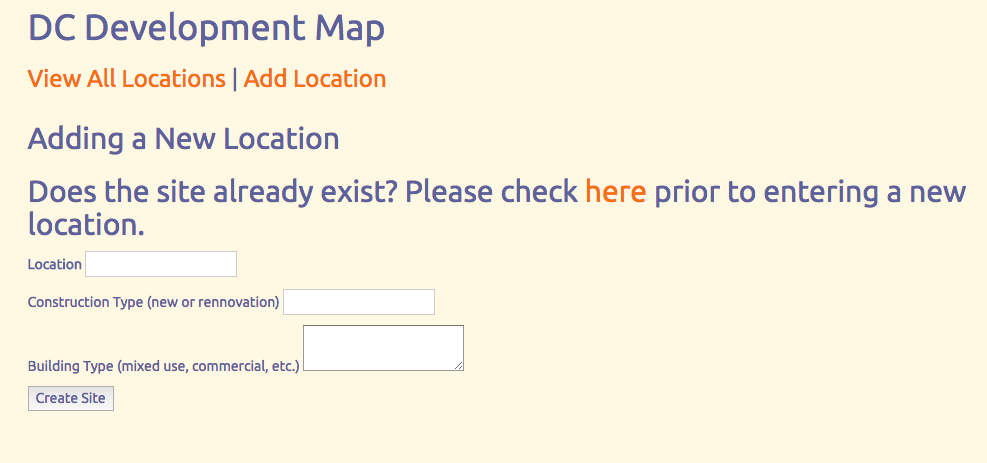 DC Development Map
View All Locations | Add Location
Adding a New Location
Does the site already exist? Please check here prior to entering a new
location.
Location
Construction Type (new or rennovation)
Building Type (mixed use, commercial, etc.)
Create Site